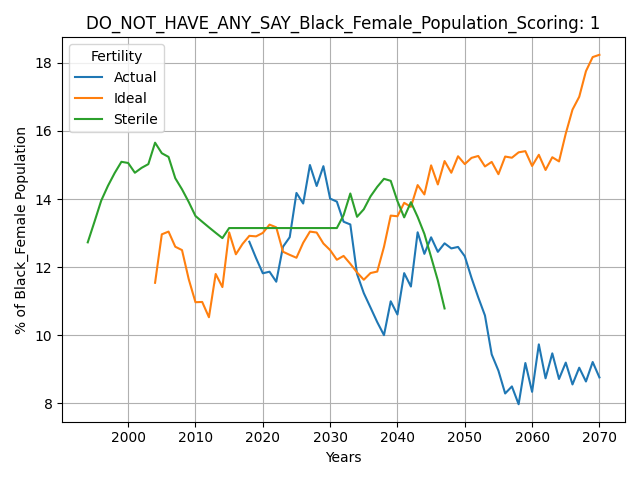 DO_NOT_HAVE_ANY_SAY_Black_Female_Population_Scoring: 1
Fertility
Actual
Ideal
Sterile
% of Black_Female Population
18
16
14
12
10
8
2000 2010 2020 2030 2040 2050 2060 2070
Years